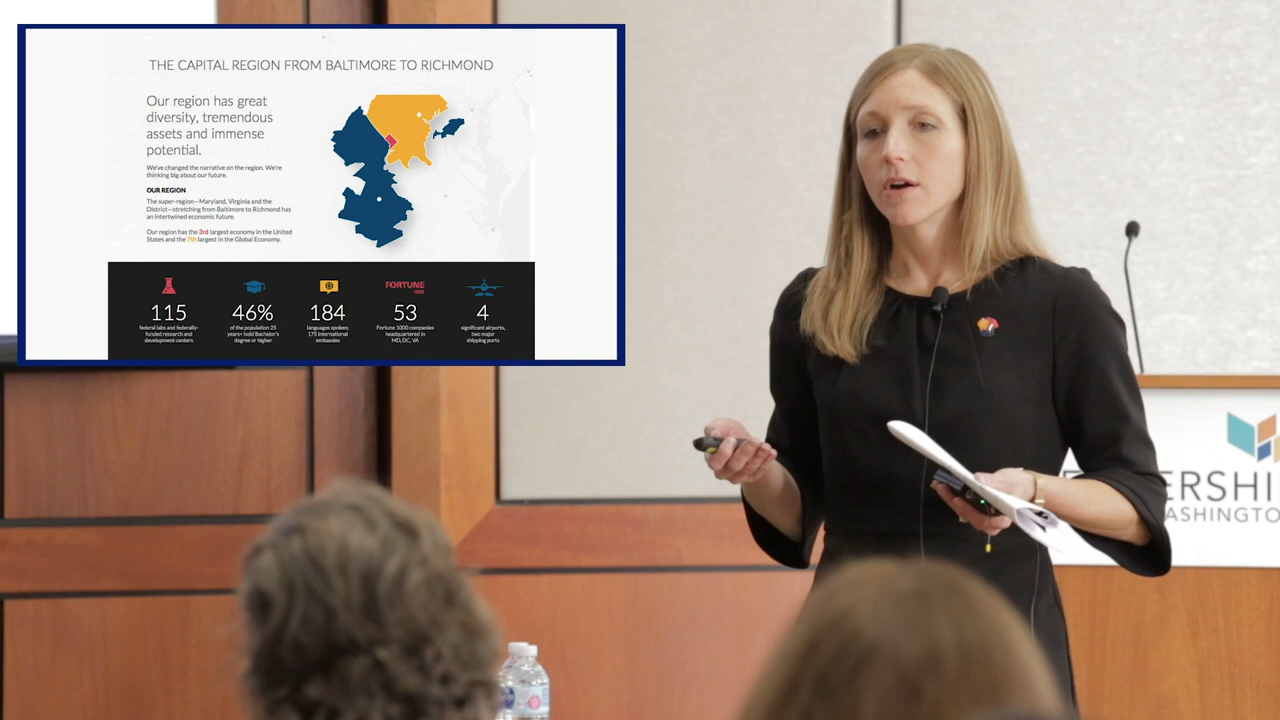 THE CAPITAL REGION FROM BALTIMORE TO RICHMOND
Our region has great
diversity, tremendous
assets and immense
potential.
We've changed the narrative on the region. We're
thinking big about our future.
OUR REGION
The super-region—Maryland, Virginia and the
District—stretching from Baltimore to Richmond has
an intertwined economic future.
Our region has the 3rd largest economy in the United
States and the 7th largest in the Global Economy.
115
federal labs and federally-
funded research and
development centers
46%
of the population 25
years+ hold Bachelor's
degree or higher
184
languages spoken;
175 international
embassies
FORTUNE
1000
53
Fortune 1000 companies
headquartered in
MD, DC, VA
4
significant airports,
two major
shipping ports
ERSHI
ASHINGTO